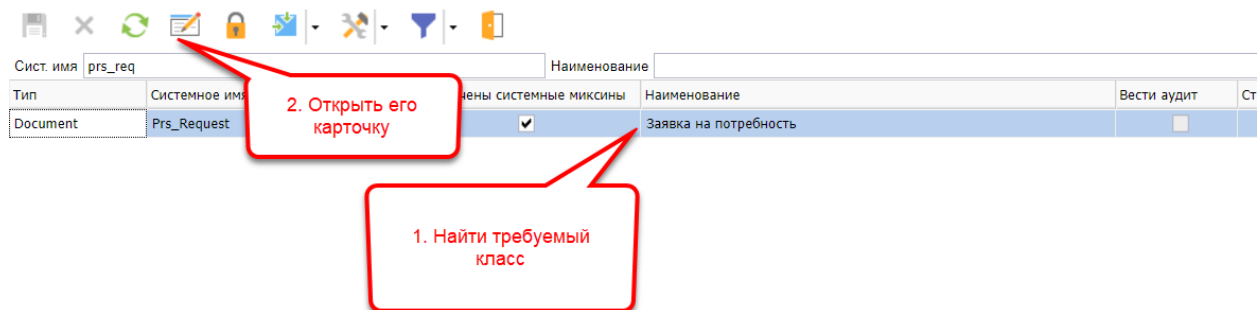 Сист. имя prs_req Наименование
Тип Системное имя чены системные миксины Наименование Вести аудит Ст
Document Prs_Request Заявка на потребность
2. Открыть его
карточку
1. Найти требуемый
класс